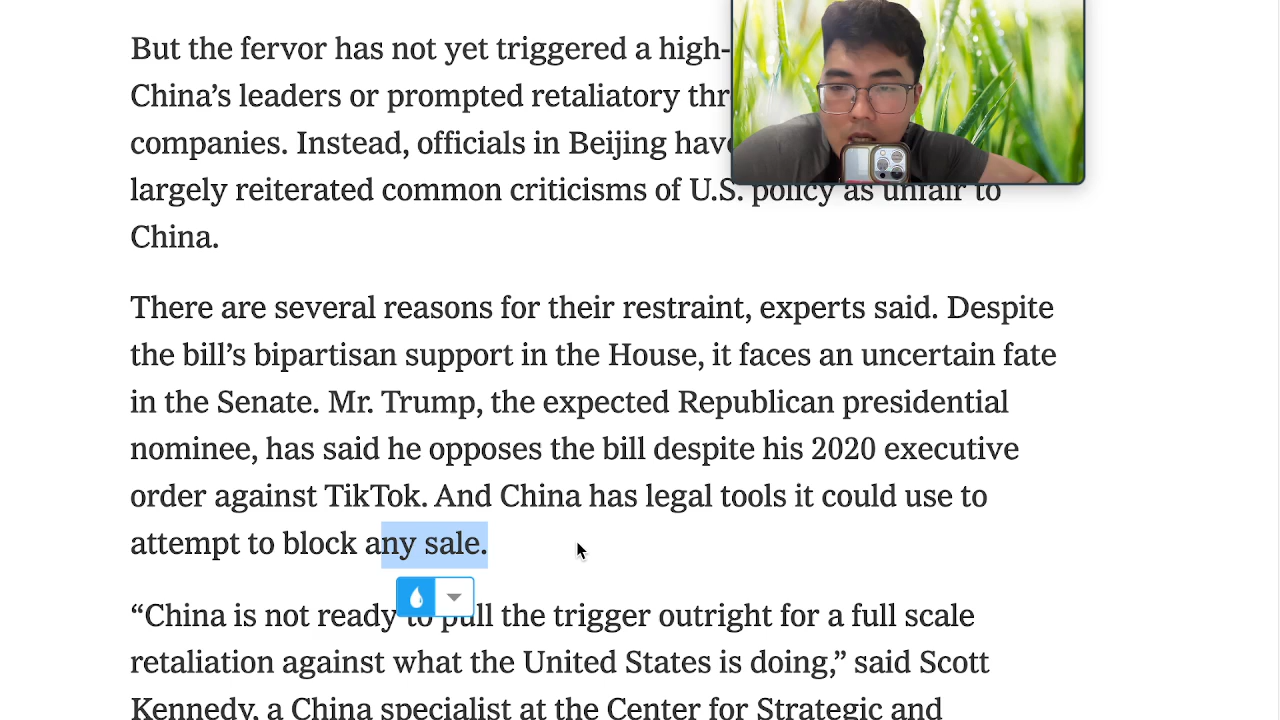 But the fervor has not yet triggered a high-
China’s leaders or prompted retaliatory thr
companies. Instead, officials in Beijing have
largely reiterated common criticisms of U.S. policy as unfair to
China.
There are several reasons for their restraint, experts said. Despite
the bill’s bipartisan support in the House, it faces an uncertain fate
in the Senate. Mr. Trump, the expected Republican presidential
nominee, has said he opposes the bill despite his 2020 executive
order against TikTok. And China has legal tools it could use to
attempt to block any sale.
“China is not ready to pull the trigger outright for a full scale
retaliation against what the United States is doing,” said Scott
Kennedy, a China specialist at the Center for Strategic and